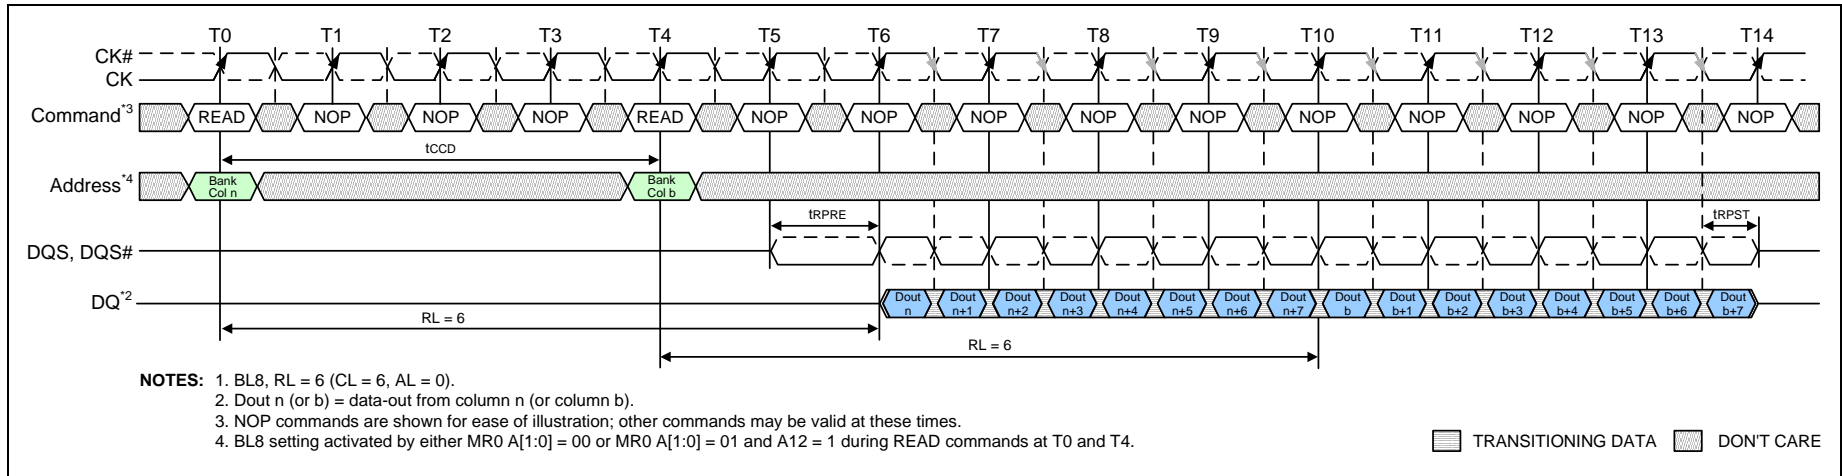 T0 T1 T2 T3 T4 T5 T6 T7 T8 T9 T10 T11 T12 T13 T14
CK#
CK
Command*3 READ NOP NOP NOP READ NOP NOP NOP NOP NOP NOP NOP NOP NOP NOP
tCCD
Address*4 Bank Col n Bank Col b
tRPRE tRPST
DQS, DQS#
DQ*2 Dout n Dout n+1 Dout n+2 Dout n+3 Dout n+4 Dout n+5 Dout n+6 Dout n+7 Dout b Dout b+1 Dout b+2 Dout b+3 Dout b+4 Dout b+5 Dout b+6 Dout b+7
RL = 6
RL = 6
NOTES: 1. BL8, RL = 6 (CL = 6, AL = 0).
2. Dout n (or b) = data-out from column n (or column b).
3. NOP commands are shown for ease of illustration; other commands may be valid at these times.
4. BL8 setting activated by either MR0 A[1:0] = 00 or MR0 A[1:0] = 01 and A12 = 1 during READ commands at T0 and T4.
TRANSITIONING DATA DON'T CARE